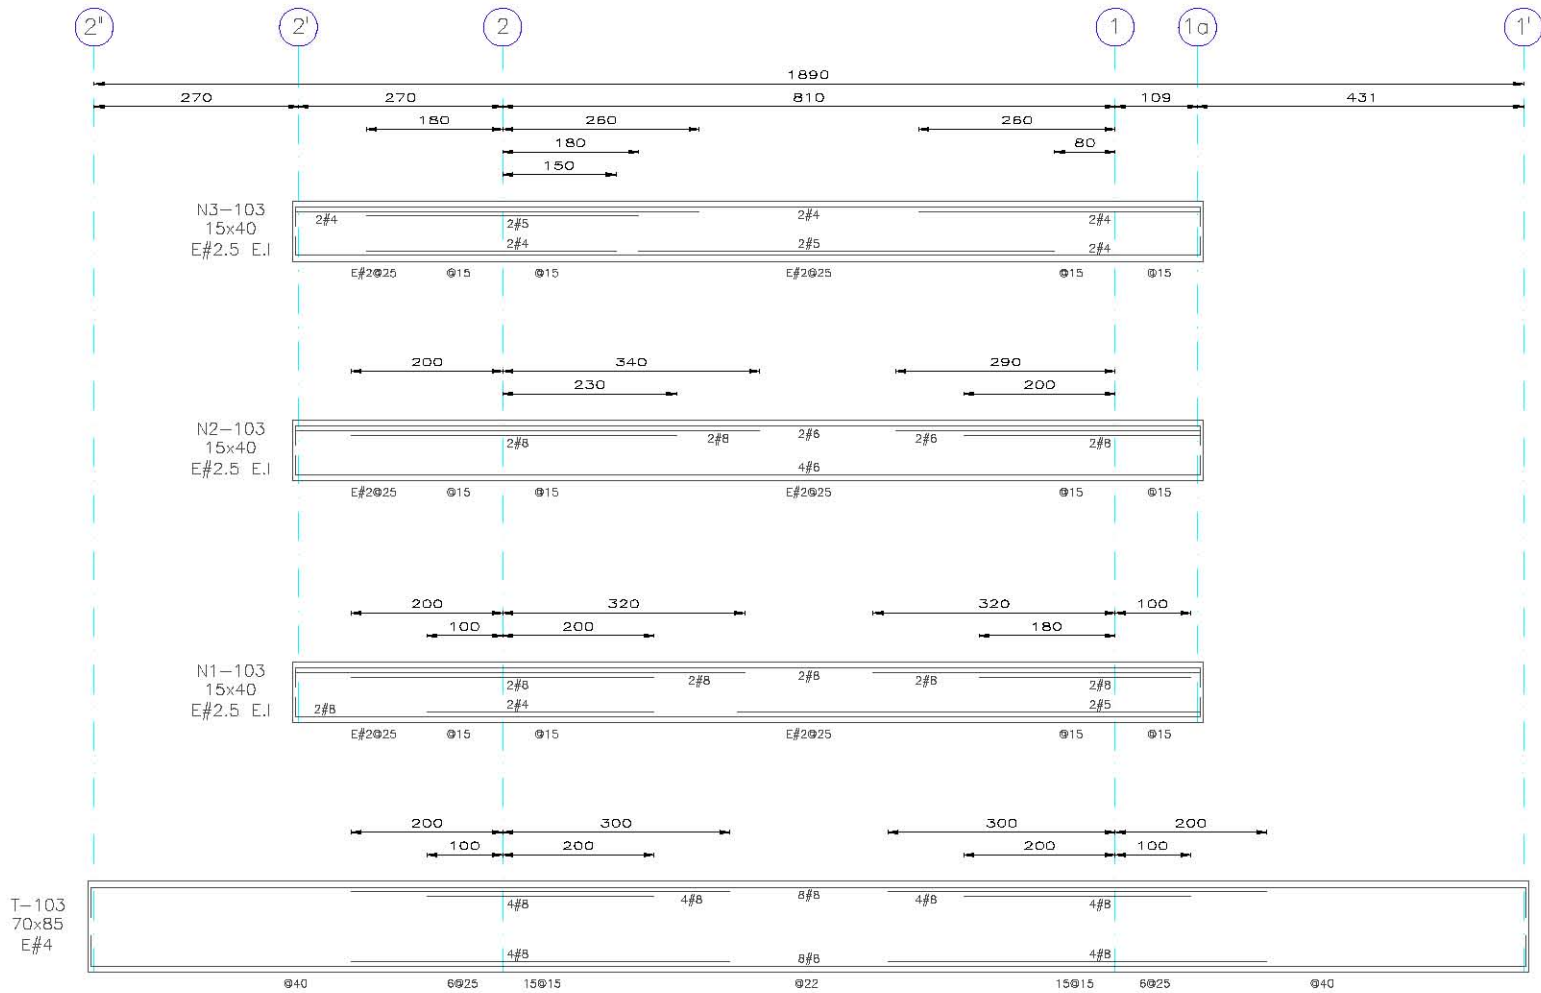 2" 2' 2 1 1a 1'
1890
270 270 810 109 431
180 260 260
180 80
150
N3-103
15x40
E#2.5 E.I
2#4 2#5 2#4 2#4
2#4 2#5 2#4
E#2@25 @15 @15 E#2@25 @15 @15
200 340 290
230 200
N2-103
15x40
E#2.5 E.I
2#8 2#8 2#6 2#6 2#8
4#6
E#2@25 @15 @15 E#2@25 @15 @15
200 320 320 100
100 200 180
N1-103
15x40
E#2.5 E.I
2#8 2#8 2#8 2#8 2#8
2#8 2#4 2#5
E#2@25 @15 @15 E#2@25 @15 @15
200 300 300 200
100 200 200 100
T-103
70x85
E#4
4#8 4#8 8#8 4#8 4#8
4#8 8#8 4#8
@40 6@25 15@15 @22 15@15 6@25 @40